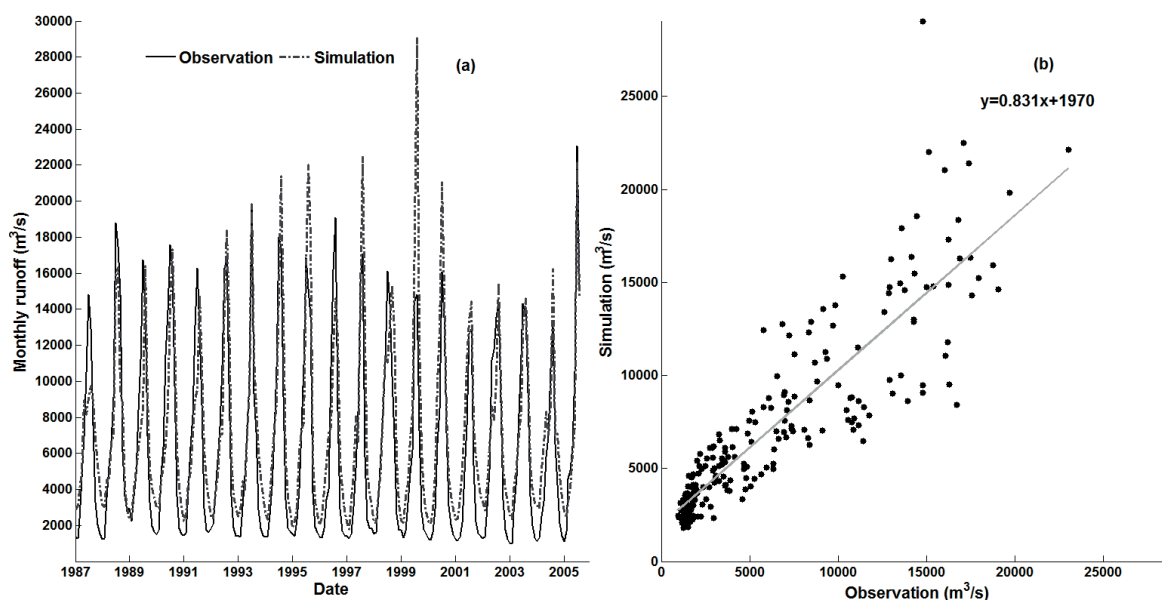 30000
28000
26000
24000
22000
20000
18000
16000
14000
12000
10000
8000
6000
4000
2000
Monthly runoff (m³/s)
Observation Simulation
(a)
1987 1989 1991 1993 1995 1997 1999 2001 2003 2005
Date
(b)
y=0.831x+1970
25000
20000
15000
10000
5000
0
Simulation (m³/s)
0 5000 10000 15000 20000 25000
Observation (m³/s)